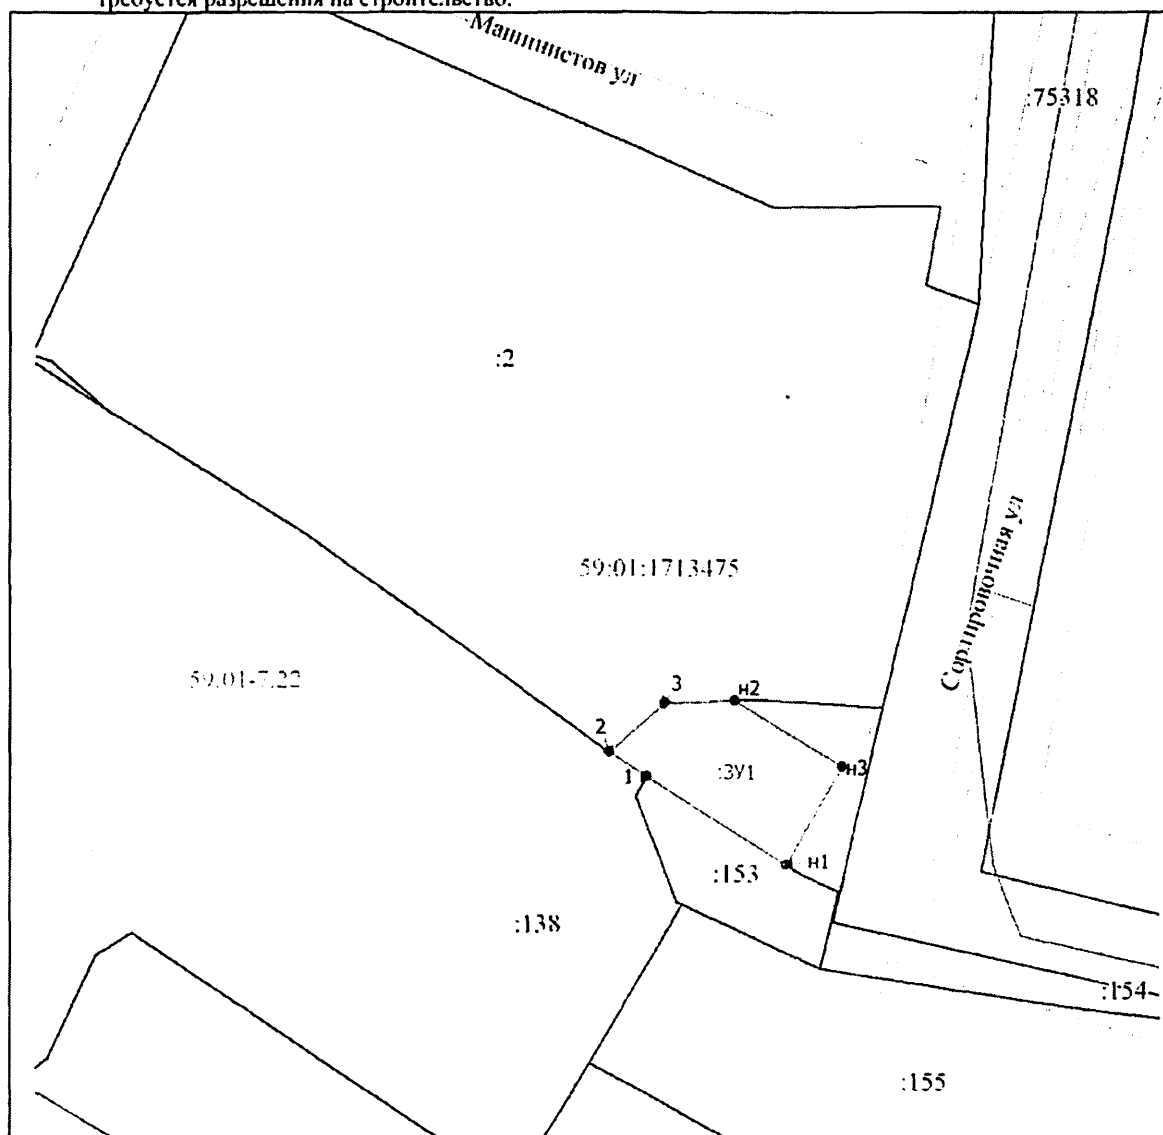 требуется разрешения на строительство.
Машинистов ул
:75318
:2
59:01:1713475
Сортировочная ул
59:01-7.22
3
н2
2
1
:ЗУ1
н3
н1
:153
:138
:154
:155